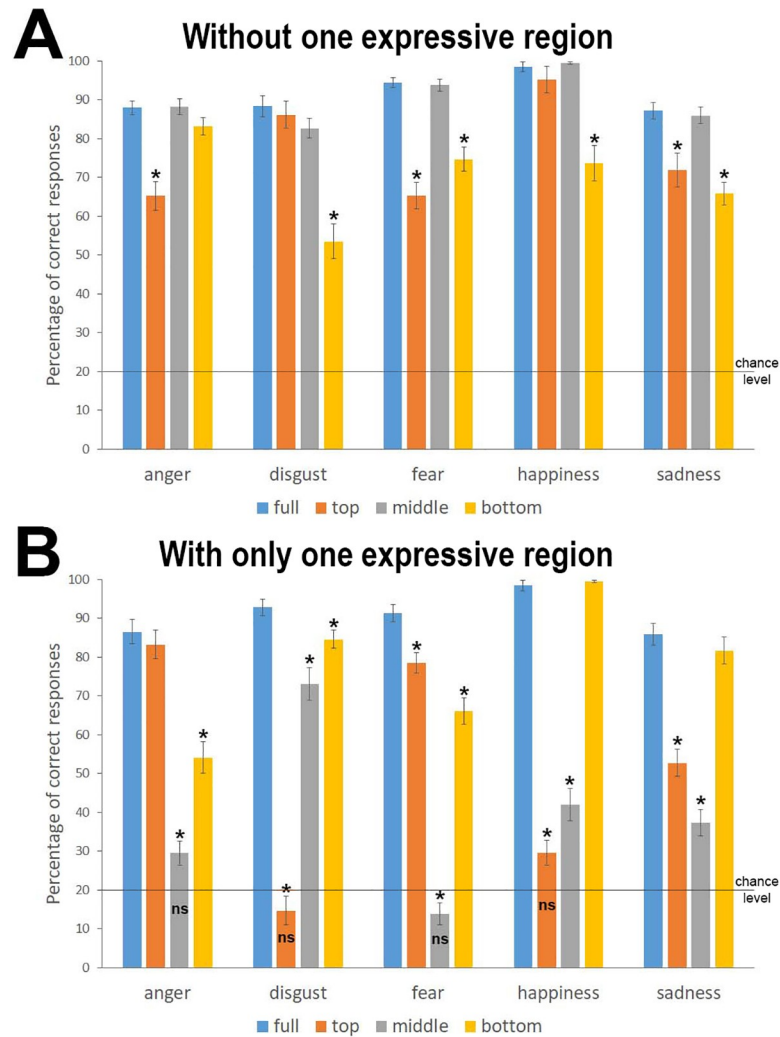 A
Without one expressive region
100
90
80
70
60
50
40
30
20
10
0
Percentage of correct responses
*
*
*
*
*
*
*
chance
level
anger disgust fear happiness sadness
full top middle bottom
B
With only one expressive region
100
90
80
70
60
50
40
30
20
10
0
Percentage of correct responses
*
*
*
*
*
*
*
*
*
*
*
ns
ns
ns
ns
chance
level
anger disgust fear happiness sadness
full top middle bottom